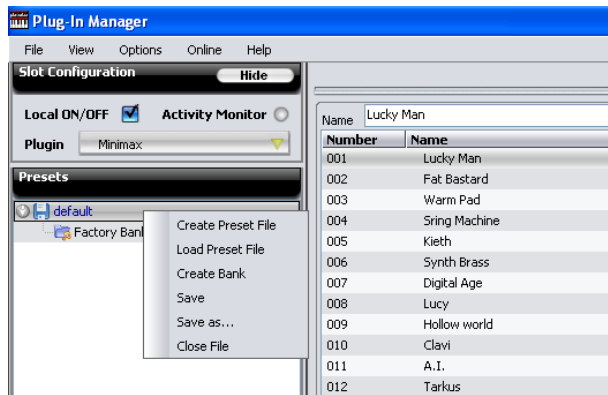 Plug-In Manager
File View Options Online Help
Slot Configuration Hide
Local ON/OFF Activity Monitor
Plugin Minimax
Presets
default
Factory Bank
Create Preset File
Load Preset File
Create Bank
Save
Save as...
Close File
Name Lucky Man
Number Name
001 Lucky Man
002 Fat Bastard
003 Warm Pad
004 Sring Machine
005 Kieth
006 Synth Brass
007 Digital Age
008 Lucy
009 Hollow world
010 Clavi
011 A.I.
012 Tarkus